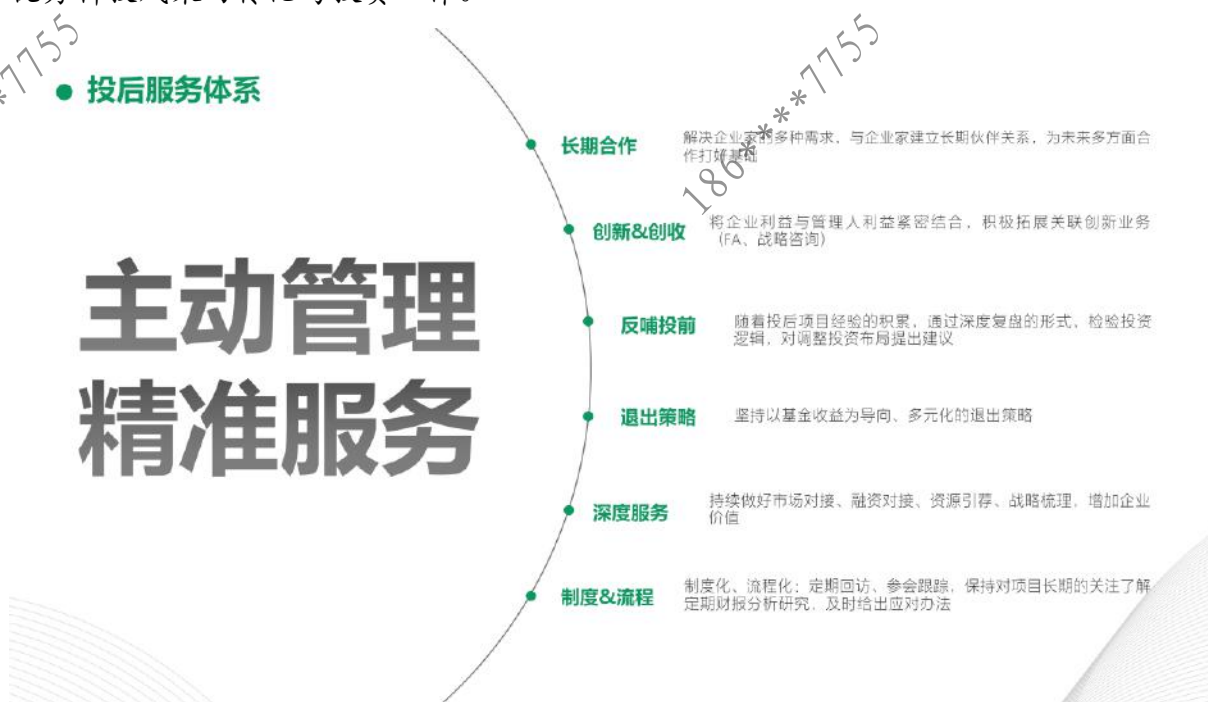 ● 投后服务体系
主动管理
精准服务
长期合作
解决企业家的多种需求，与企业家建立长期伙伴关系，为未来多方面合
作打好基础
创新&创收
将企业利益与管理人利益紧密结合，积极拓展关联创新业务
（FA、战略咨询）
反哺投前
随着投后项目经验的积累，通过深度复盘的形式，检验投资
逻辑，对调整投资布局提出建议
退出策略
坚持以基金收益为导向、多元化的退出策略
深度服务
持续做好市场对接、融资对接、资源引荐、战略梳理，增加企业
价值
制度&流程
制度化、流程化：定期回访、参会跟踪，保持对项目长期的关注了解
定期财报分析研究，及时给出应对办法
186****7755
*7755